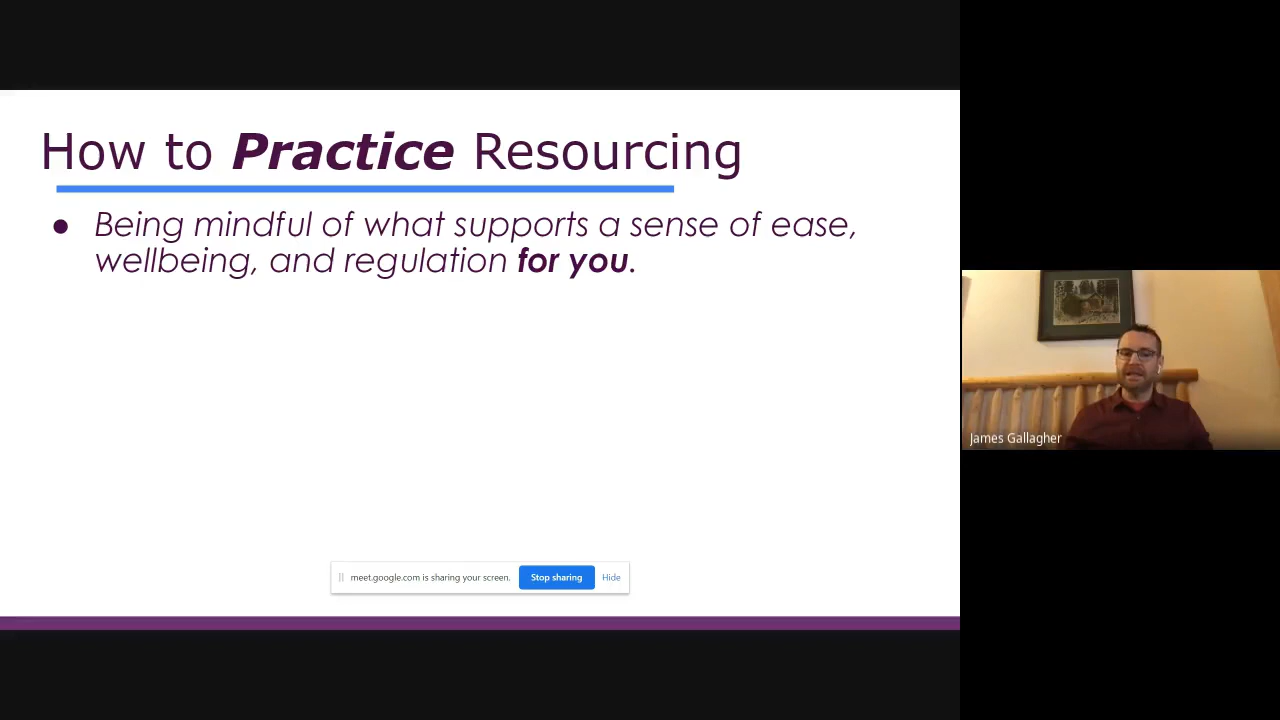 How to Practice Resourcing
● Being mindful of what supports a sense of ease,
wellbeing, and regulation for you.
James Gallagher
meet.google.com is sharing your screen. Stop sharing Hide